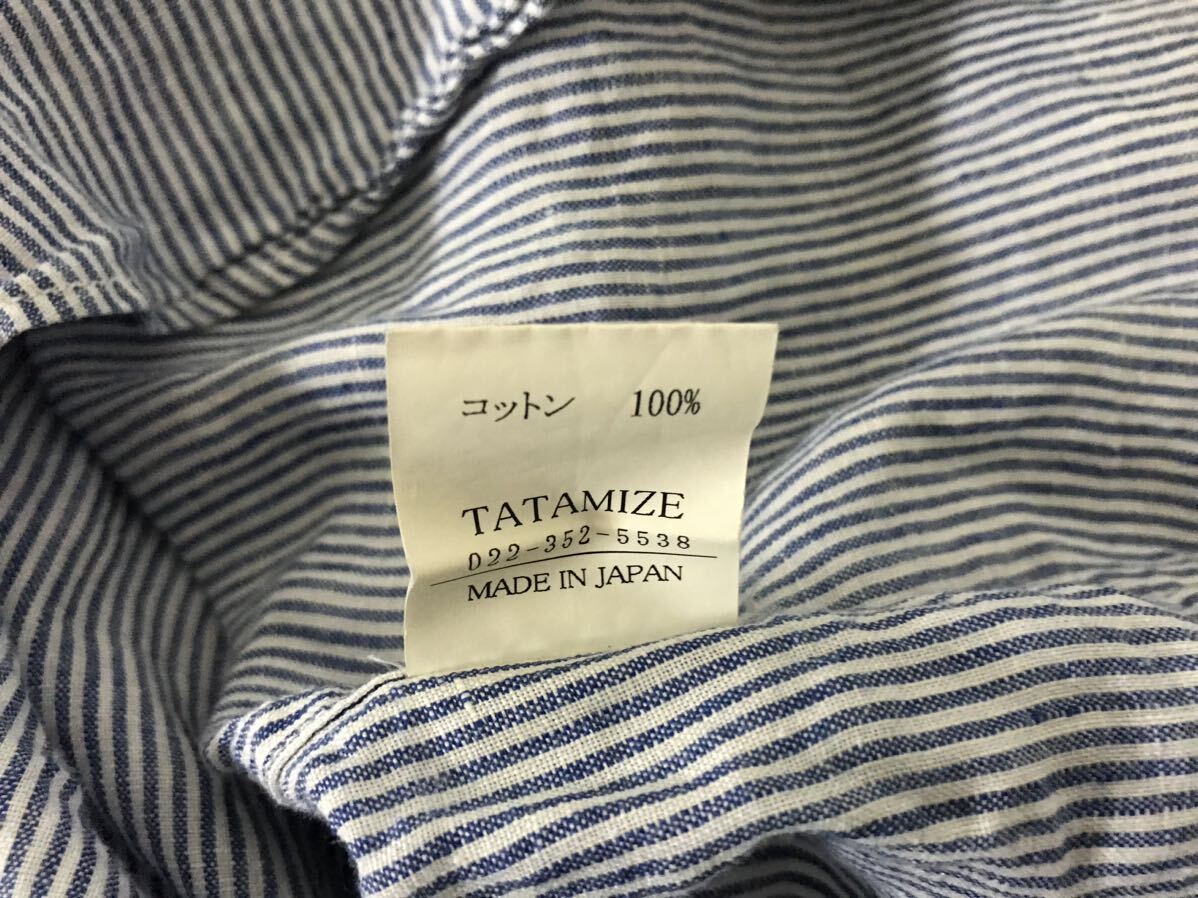 コットン 100%
TATAMIZE
022-352-5538
MADE IN JAPAN